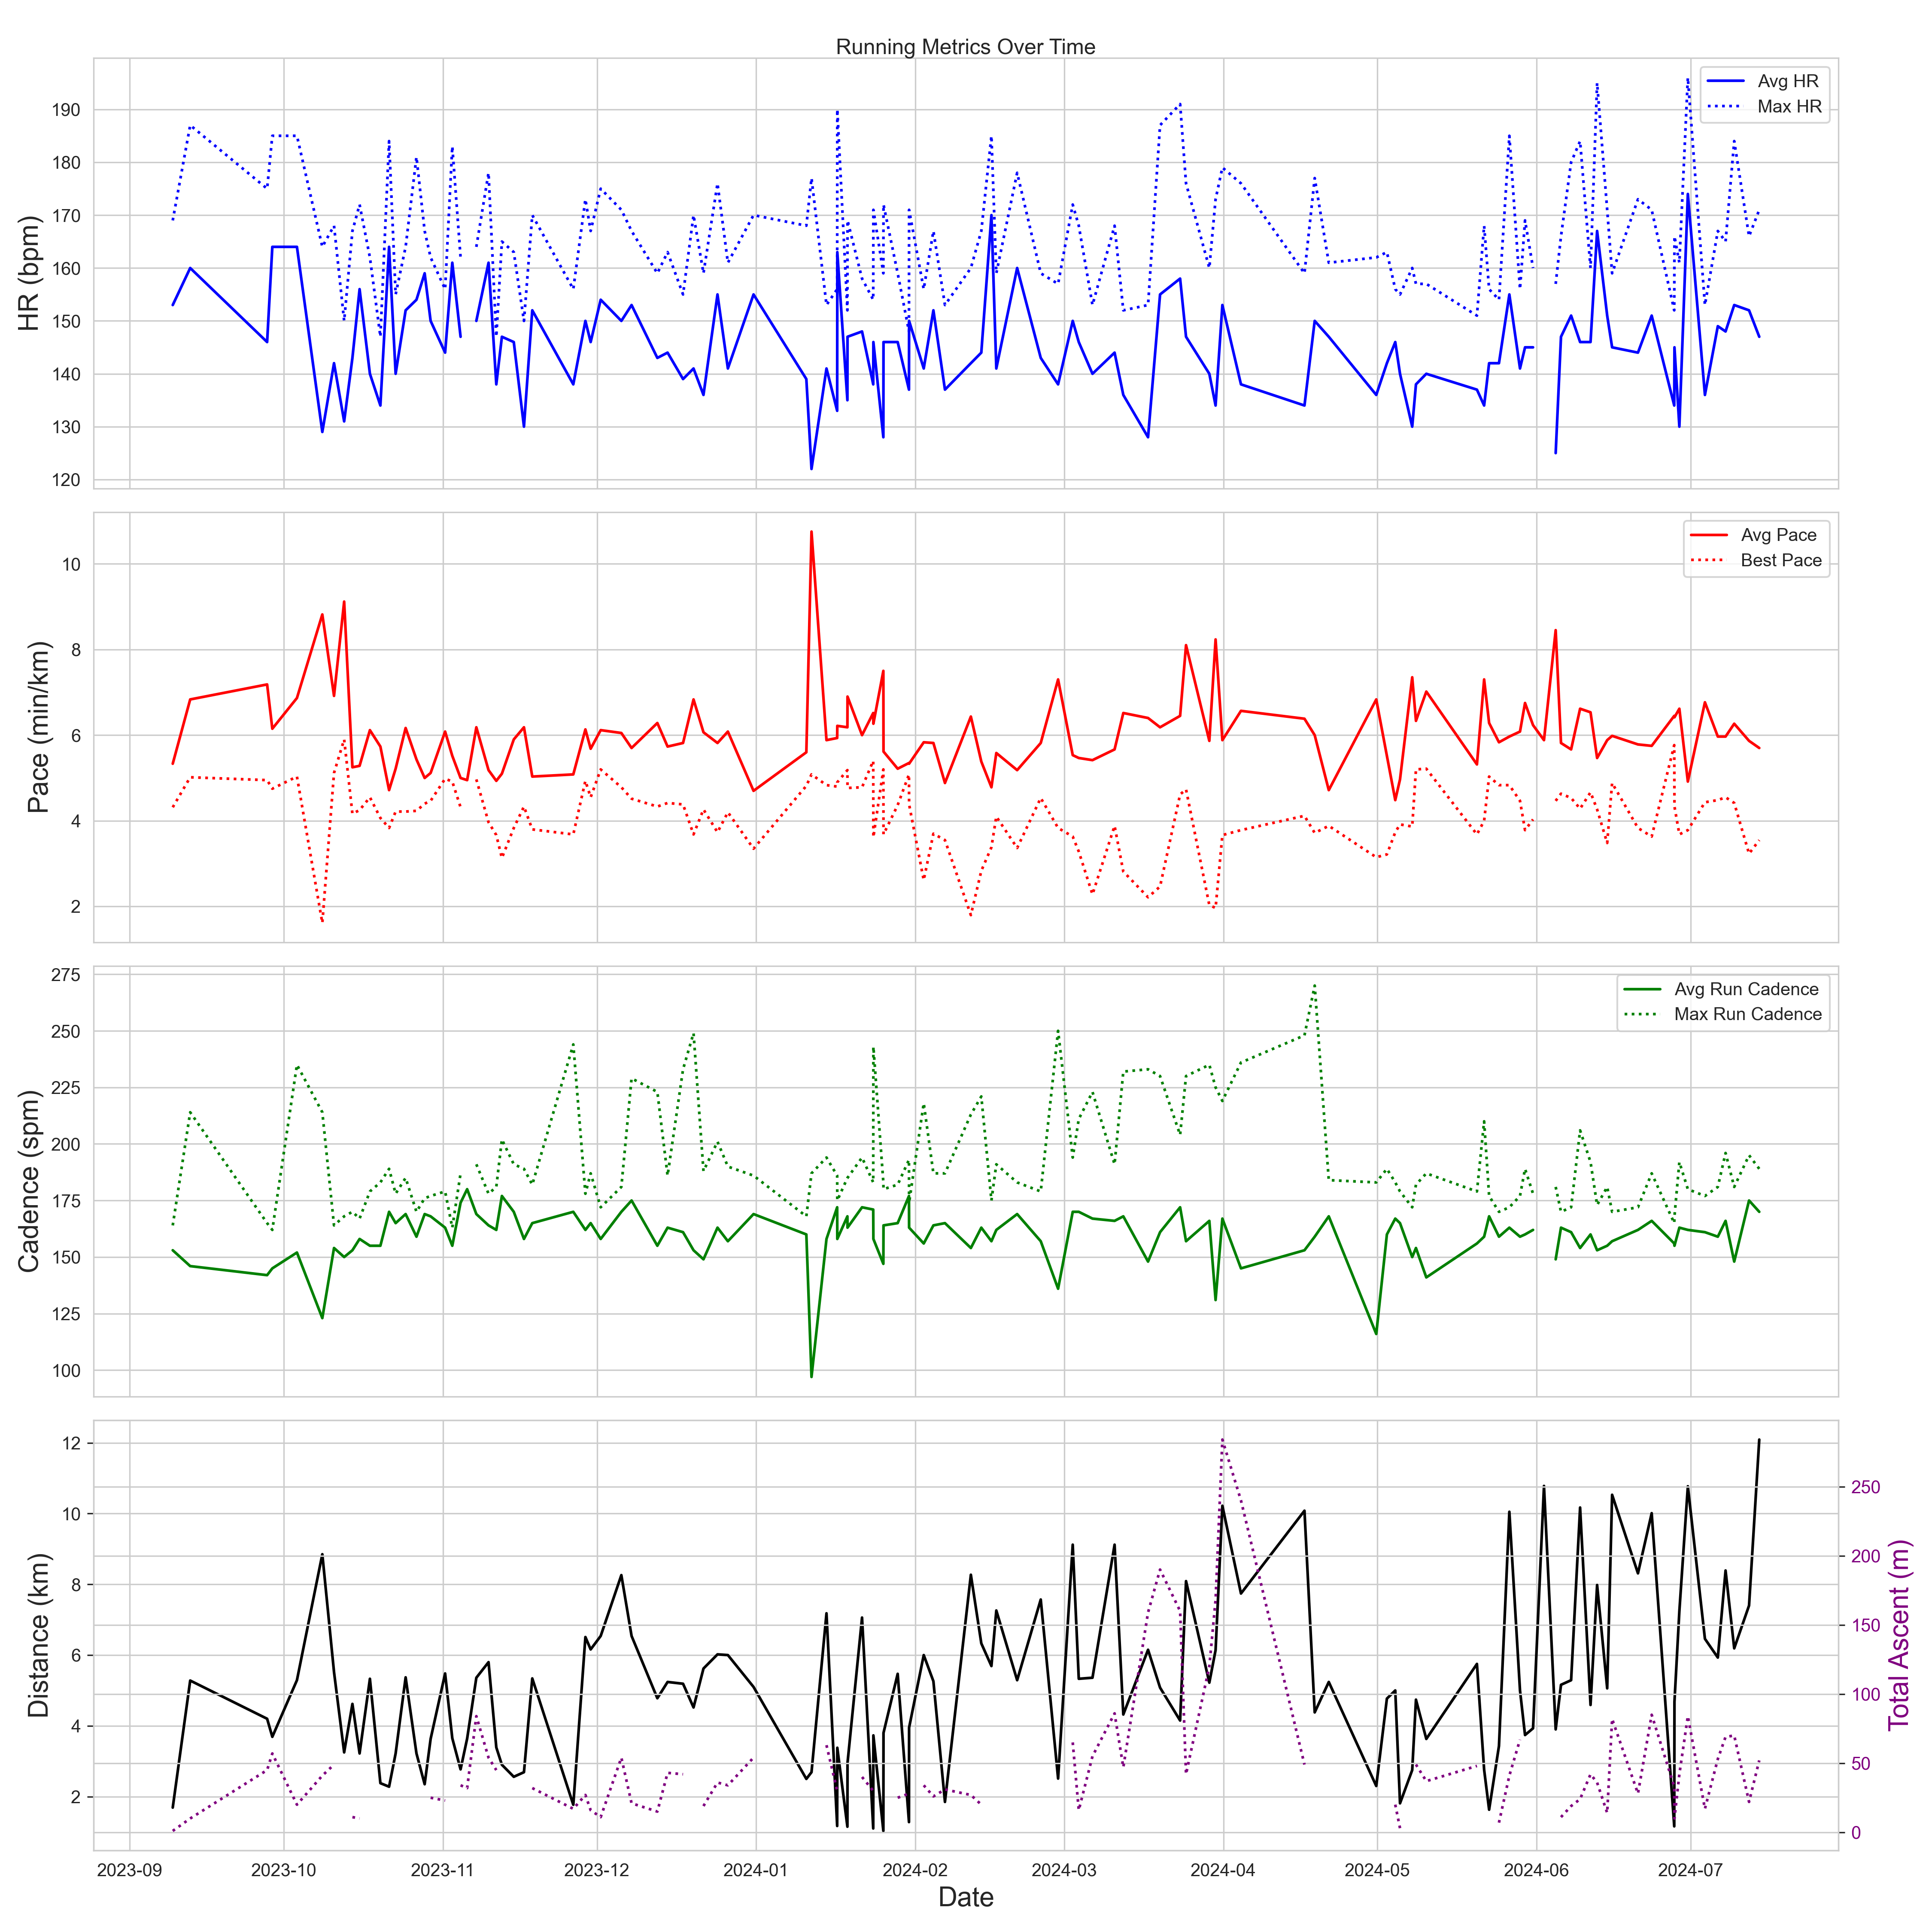 Running Metrics Over Time
HR (bpm)
190
180
170
160
150
140
130
120
Avg HR
Max HR
Pace (min/km)
10
8
6
4
2
Avg Pace
Best Pace
Cadence (spm)
275
250
225
200
175
150
125
100
Avg Run Cadence
Max Run Cadence
Distance (km)
12
10
8
6
4
2
250
200
150
100
50
0
Total Ascent (m)
2023-09 2023-10 2023-11 2023-12 2024-01 2024-02 2024-03 2024-04 2024-05 2024-06 2024-07
Date